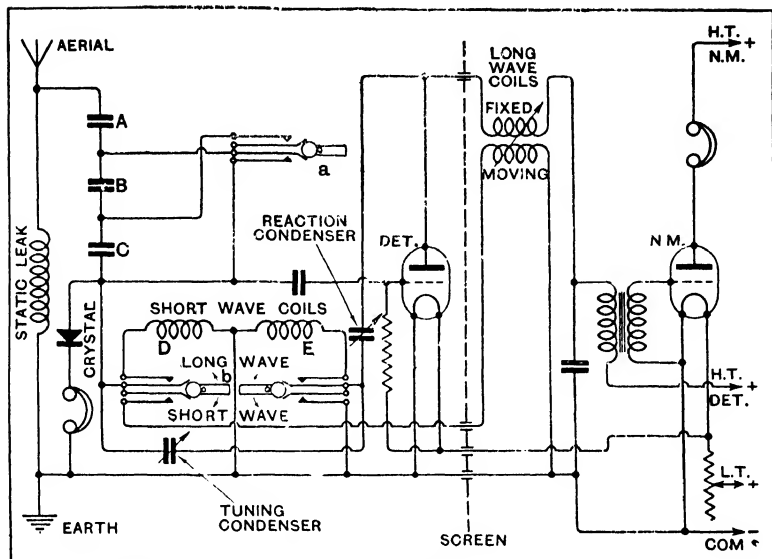 AERIAL
A
B
C
STATIC LEAK
CRYSTAL
a
REACTION
CONDENSER
DET.
SHORT WAVE COILS
D
E
LONG WAVE
b
SHORT WAVE
TUNING
CONDENSER
EARTH
SCREEN
LONG
WAVE
COILS
FIXED
MOVING
H.T.
N.M. +
N.M.
H.T.
DET. +
L.T.
+
COM -